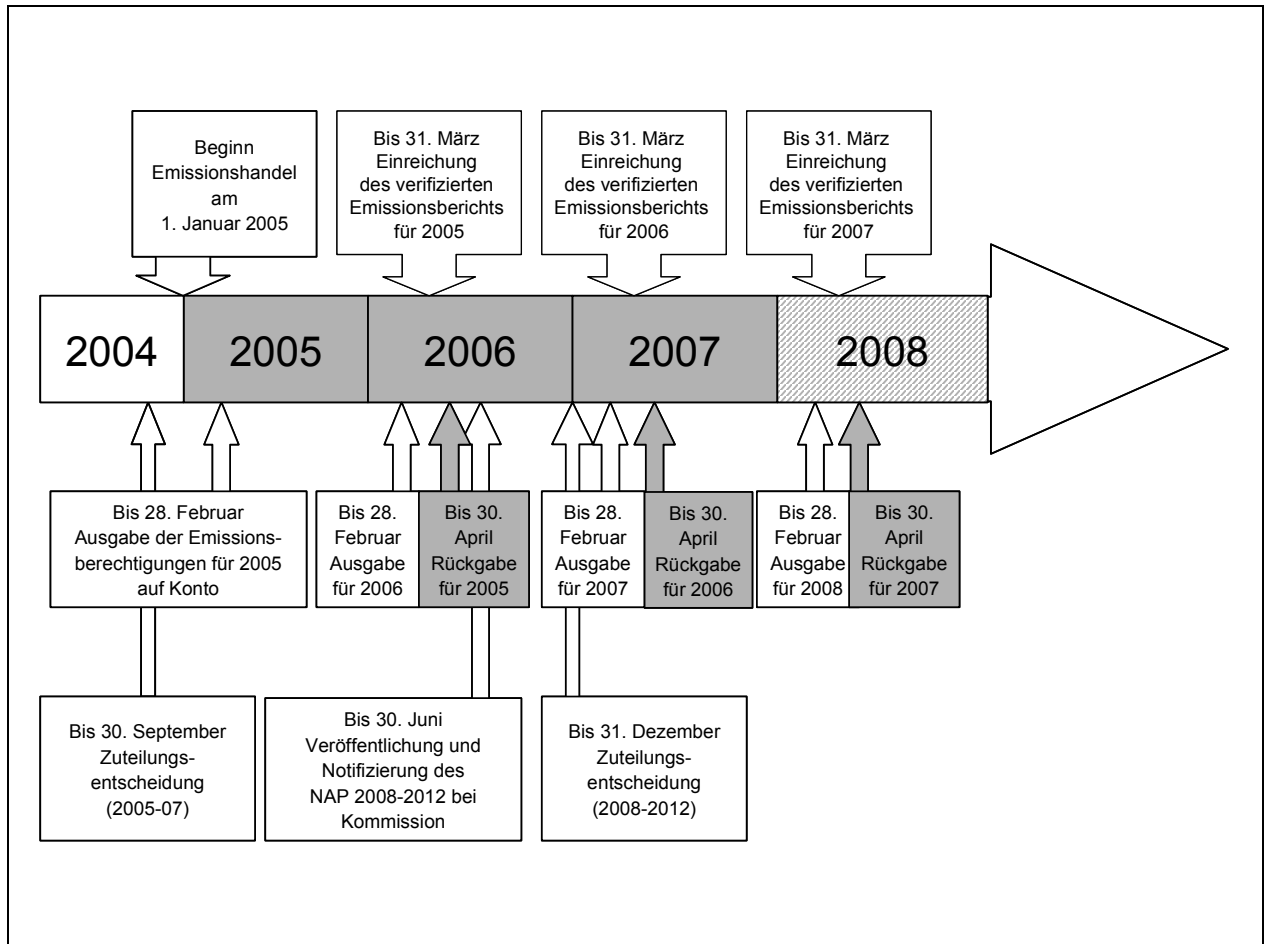 Beginn
Emissionshandel
am
1. Januar 2005
Bis 31. März
Einreichung
des verifizierten
Emissionsberichts
für 2005
Bis 31. März
Einreichung
des verifizierten
Emissionsberichts
für 2006
Bis 31. März
Einreichung
des verifizierten
Emissionsberichts
für 2007
2004
2005
2006
2007
2008
Bis 28. Februar
Ausgabe der Emissions-
berechtigungen für 2005
auf Konto
Bis 28.
Februar
Ausgabe
für 2006
Bis 30.
April
Rückgabe
für 2005
Bis 28.
Februar
Ausgabe
für 2007
Bis 30.
April
Rückgabe
für 2006
Bis 28.
Februar
Ausgabe
für 2008
Bis 30.
April
Rückgabe
für 2007
Bis 30. September
Zuteilungs-
entscheidung
(2005-07)
Bis 30. Juni
Veröffentlichung und
Notifizierung des
NAP 2008-2012 bei
Kommission
Bis 31. Dezember
Zuteilungs-
entscheidung
(2008-2012)